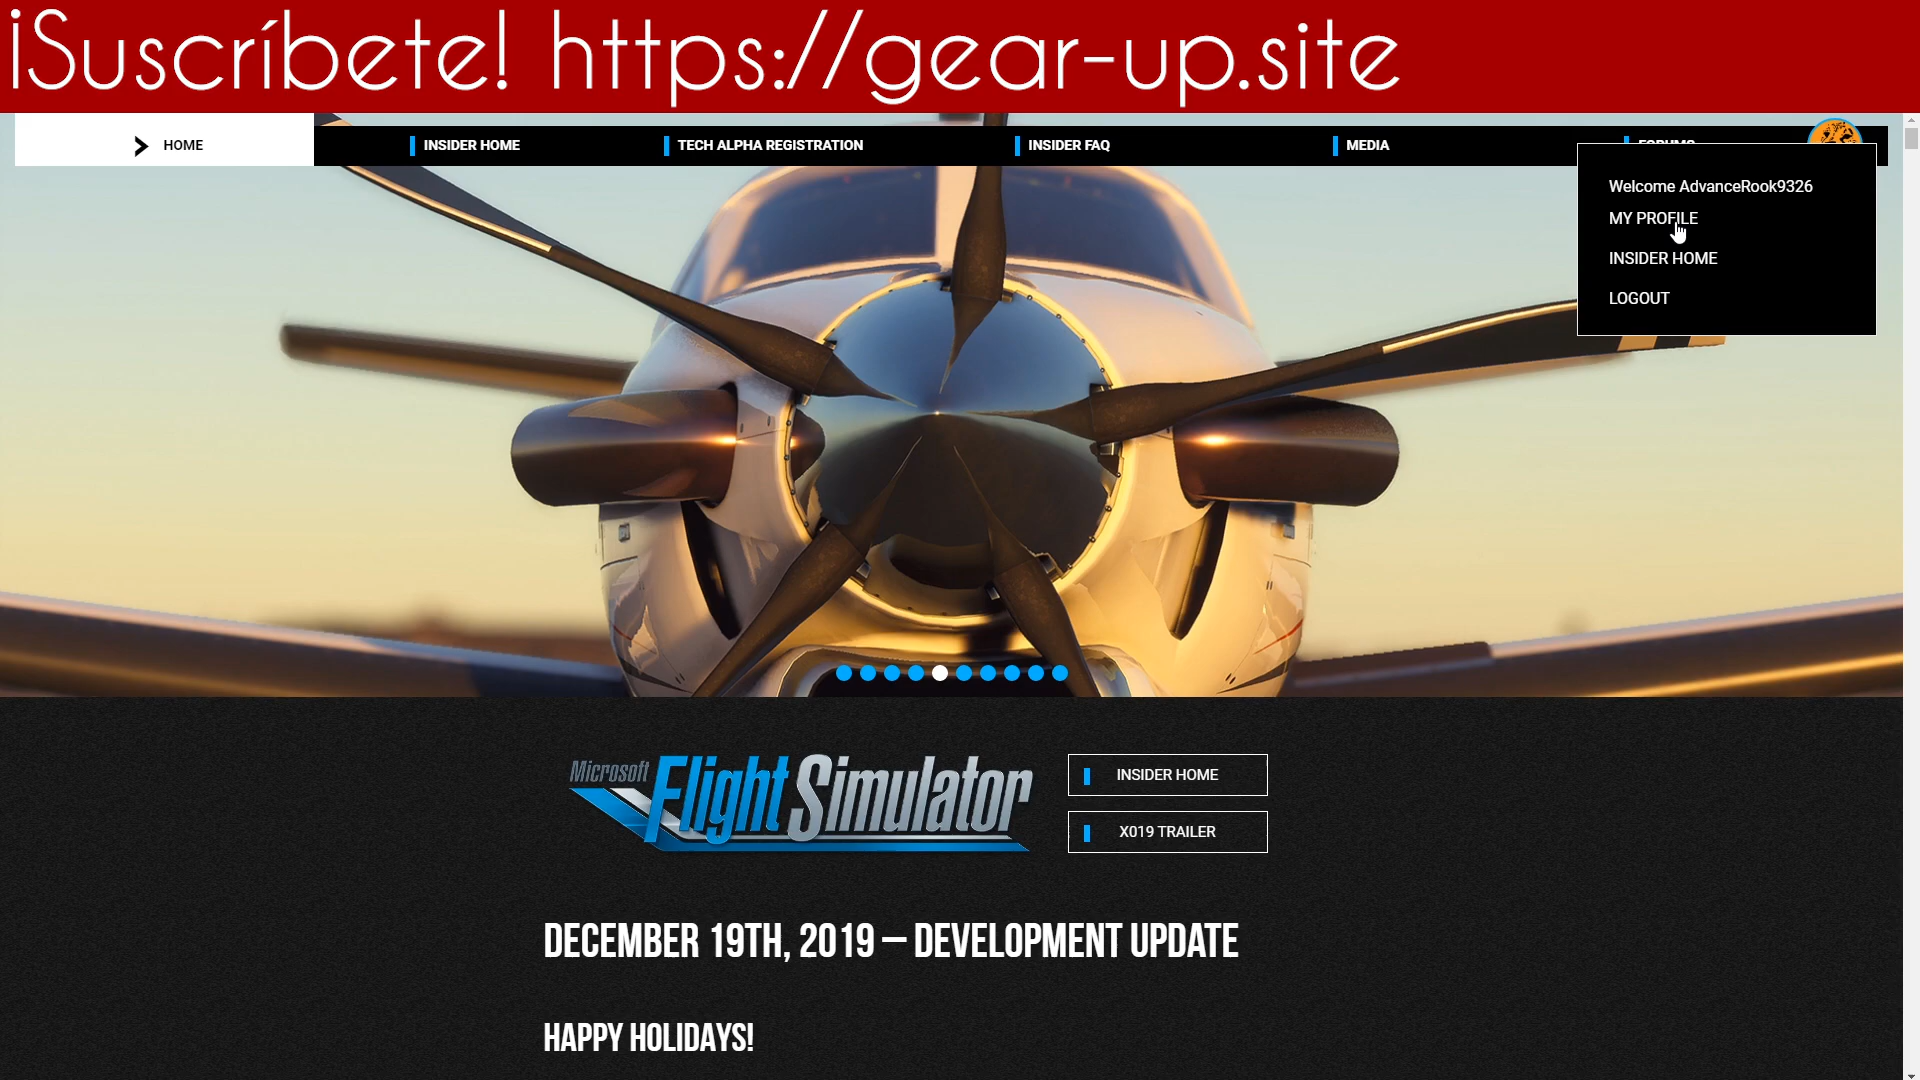 ¡Suscríbete! https://gear-up.site
HOME
INSIDER HOME
TECH ALPHA REGISTRATION
INSIDER FAQ
MEDIA
FORUMS
Welcome AdvanceRook9326
MY PROFILE
INSIDER HOME
LOGOUT
Microsoft Flight Simulator
INSIDER HOME
X019 TRAILER
DECEMBER 19TH, 2019 – DEVELOPMENT UPDATE
HAPPY HOLIDAYS!